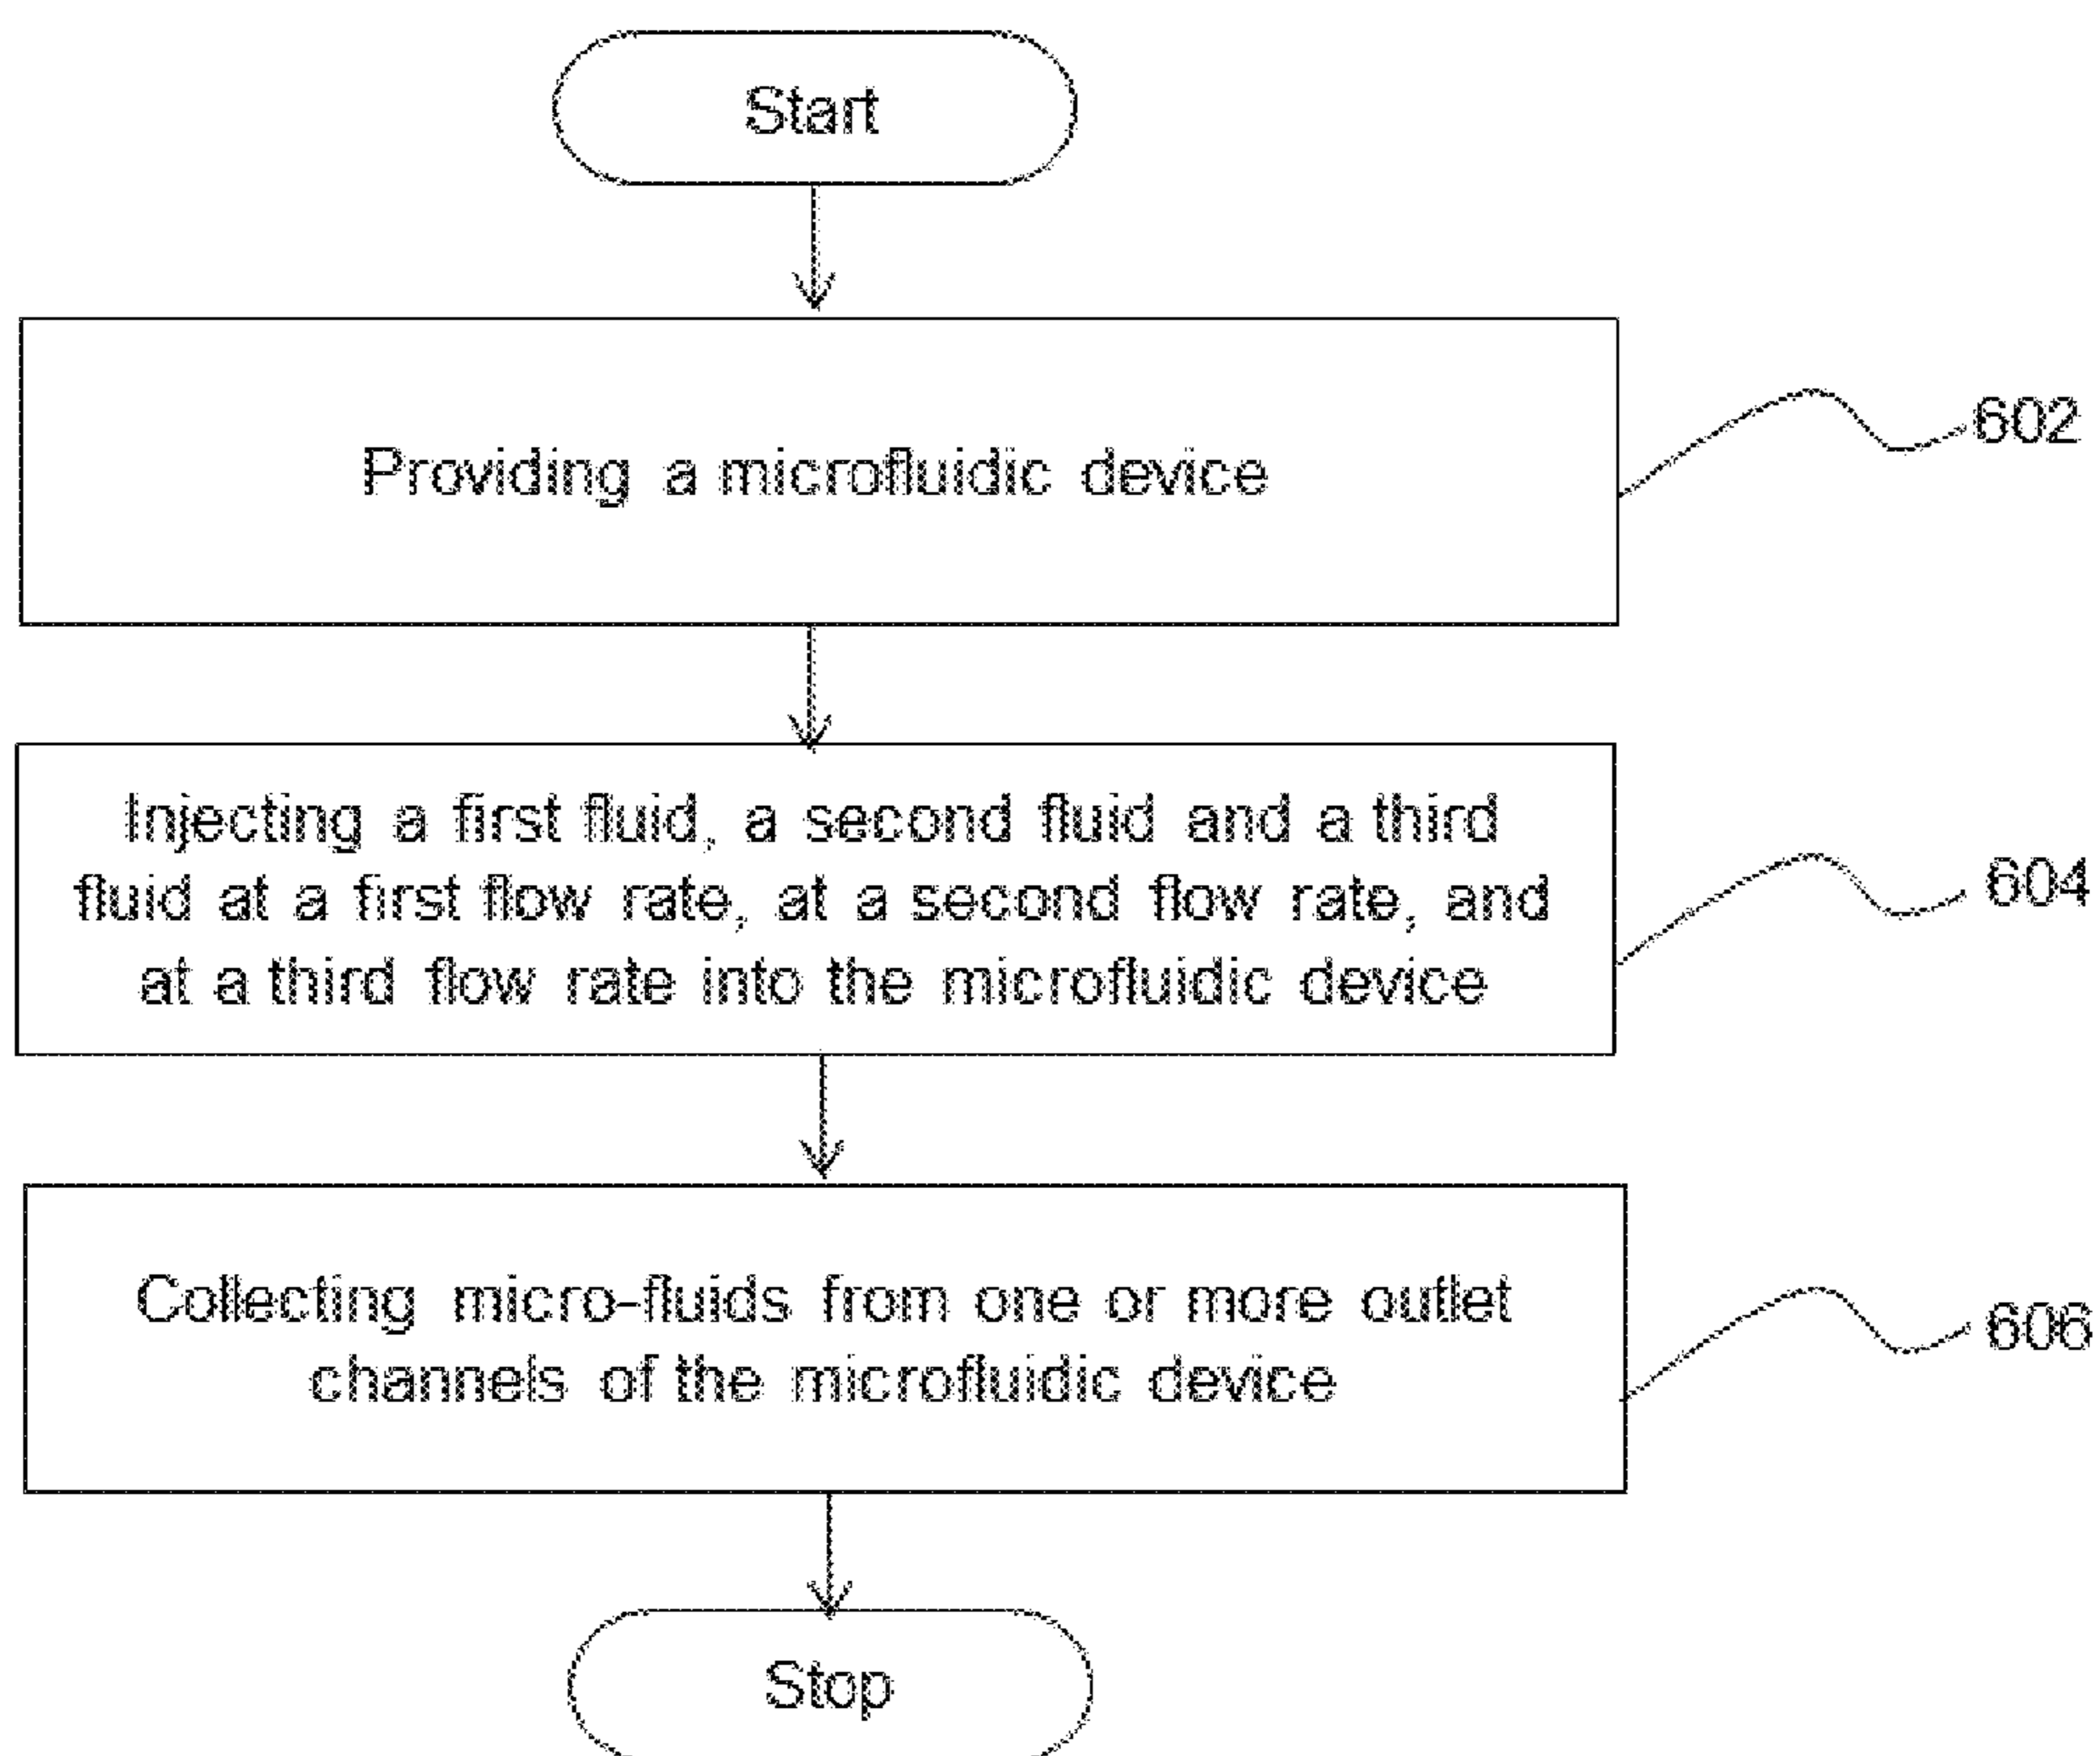 Start
Providing a microfluidic device
602
Injecting a first fluid, a second fluid and a third
fluid at a first flow rate, at a second flow rate, and
at a third flow rate into the microfluidic device
604
Collecting micro-fluids from one or more outlet
channels of the microfluidic device
606
Stop